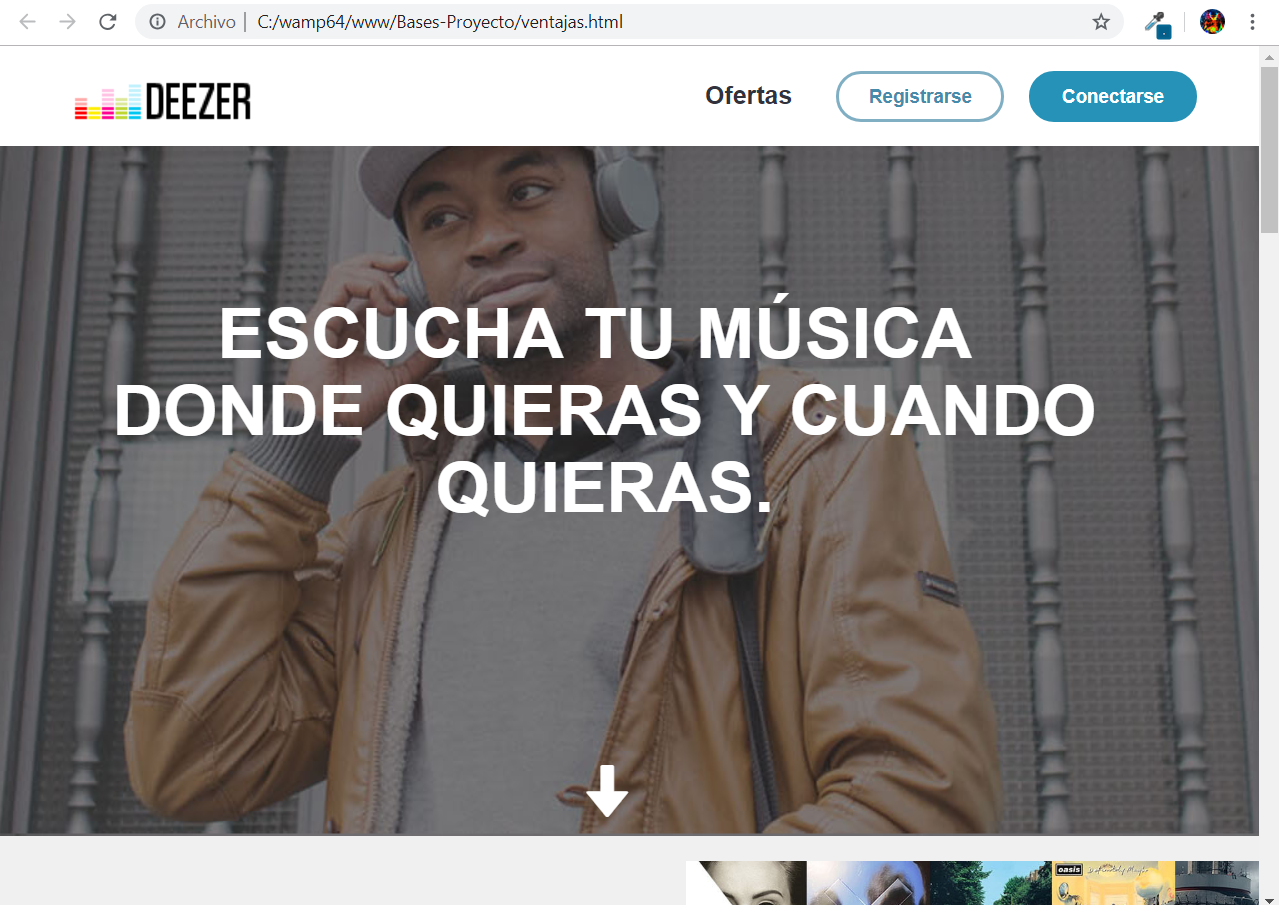 Archivo | C:/wamp64/www/Bases-Proyecto/ventajas.html
DEEZER
Ofertas
Registrarse
Conectarse
ESCUCHA TU MÚSICA
DONDE QUIERAS Y CUANDO
QUIERAS.
oasis